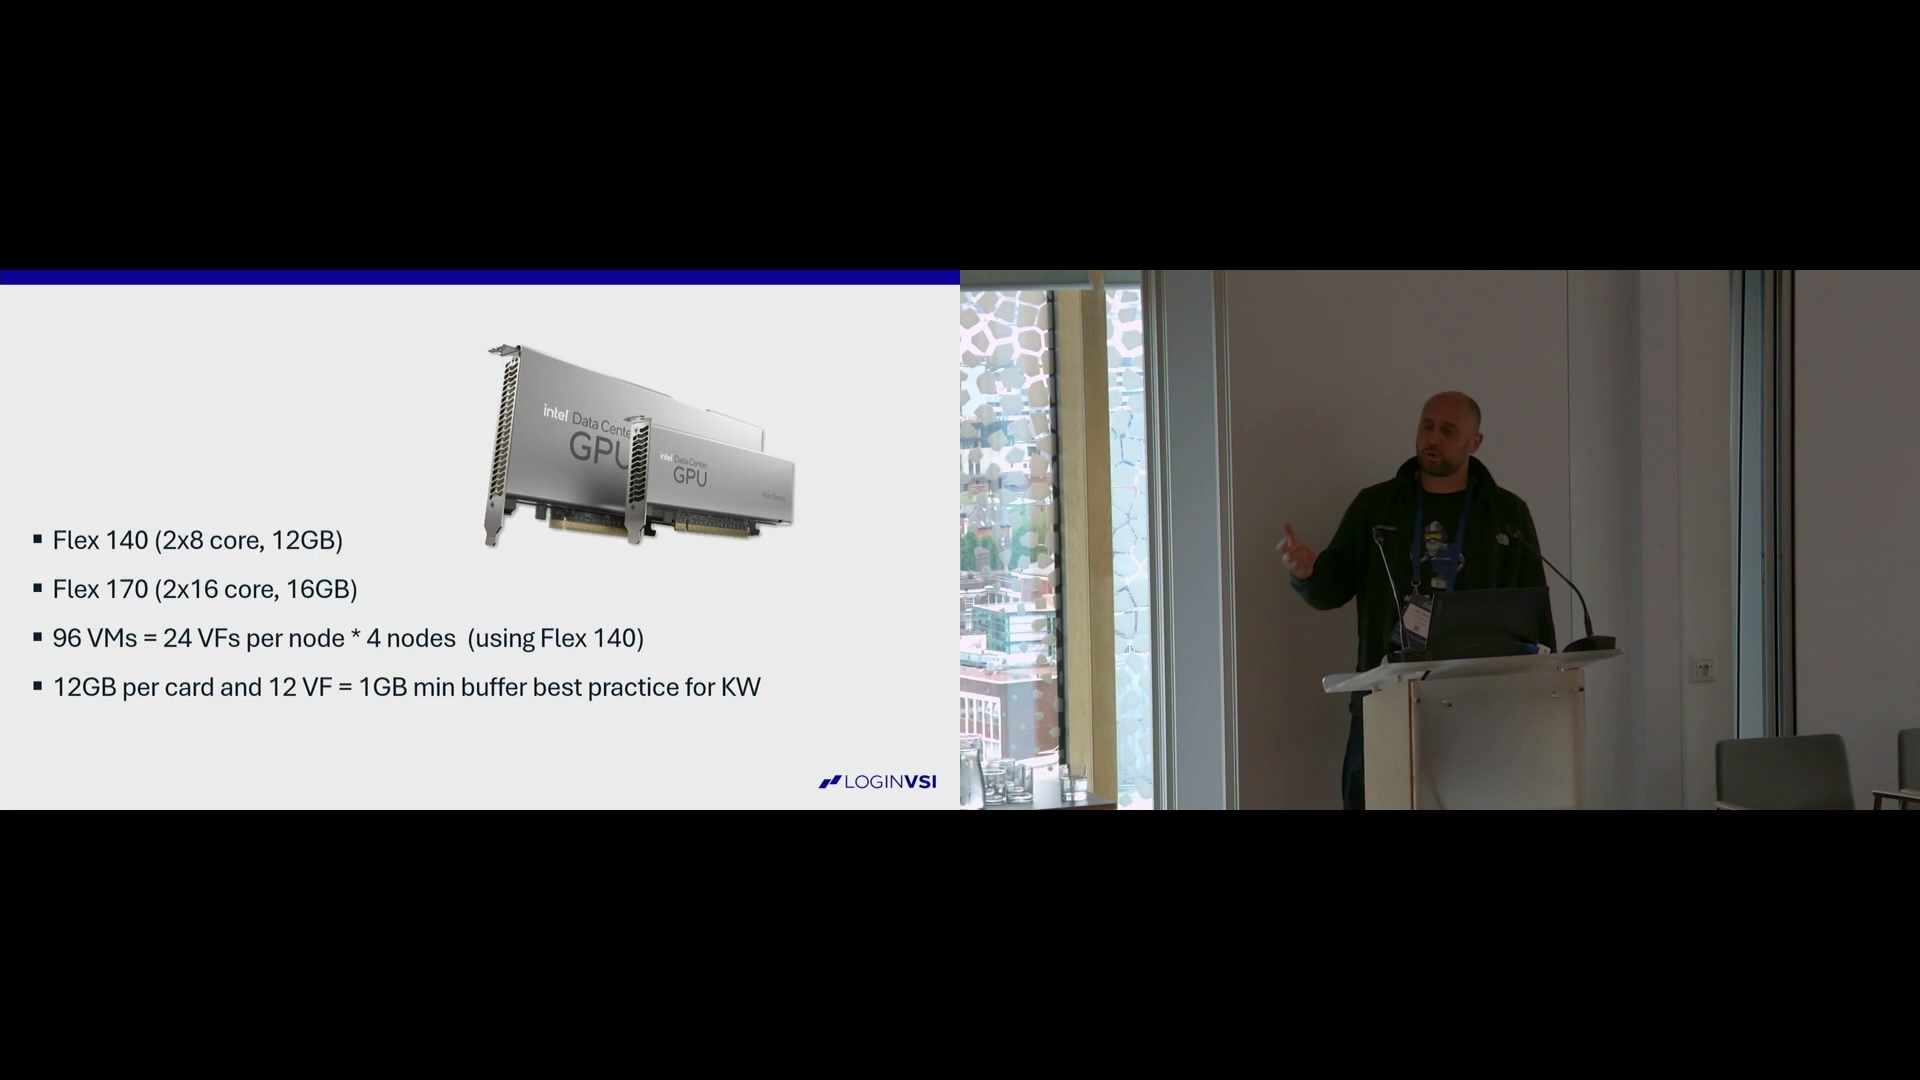 intel Data Center
GPU
intel Data Center
GPU
Flex Series
▪ Flex 140 (2x8 core, 12GB)
▪ Flex 170 (2x16 core, 16GB)
▪ 96 VMs = 24 VFs per node * 4 nodes (using Flex 140)
▪ 12GB per card and 12 VF = 1GB min buffer best practice for KW
LOGINVSI